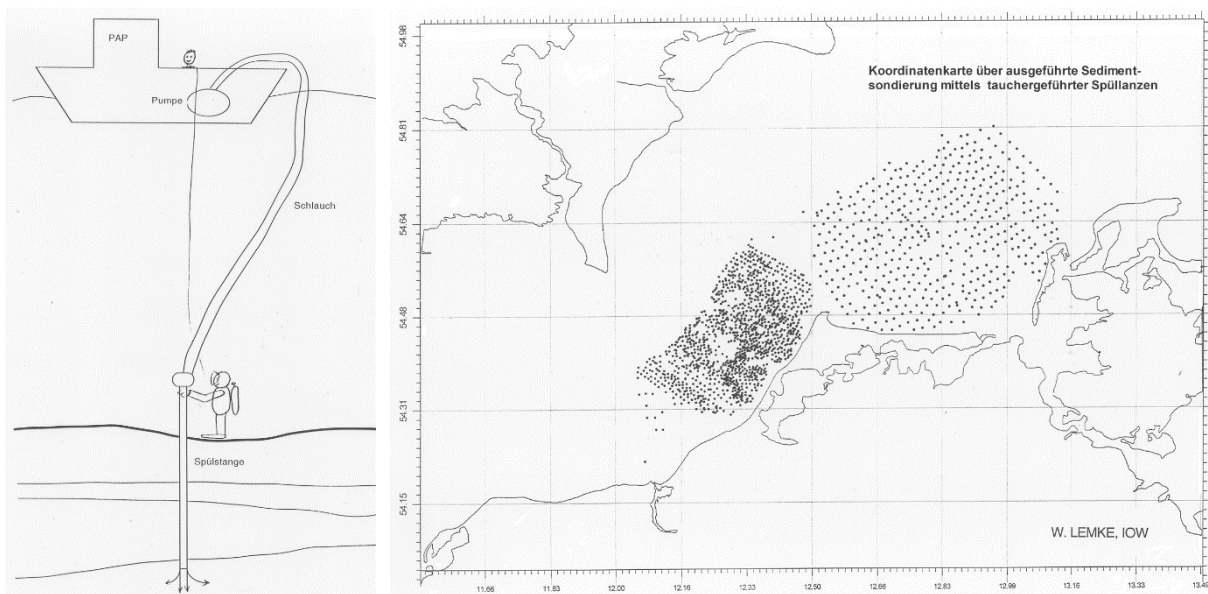 PAP
Pumpe
Schlauch
Spülstange
Koordinatenkarte über ausgeführte Sediment-
sondierung mittels tauchergeführter Spüllanzen
54.98
54.81
54.64
54.48
54.31
54.15
W. LEMKE, IOW
11.66
11.83
12.00
12.16
12.33
12.50
12.66
12.83
12.99
13.16
13.33
13.49